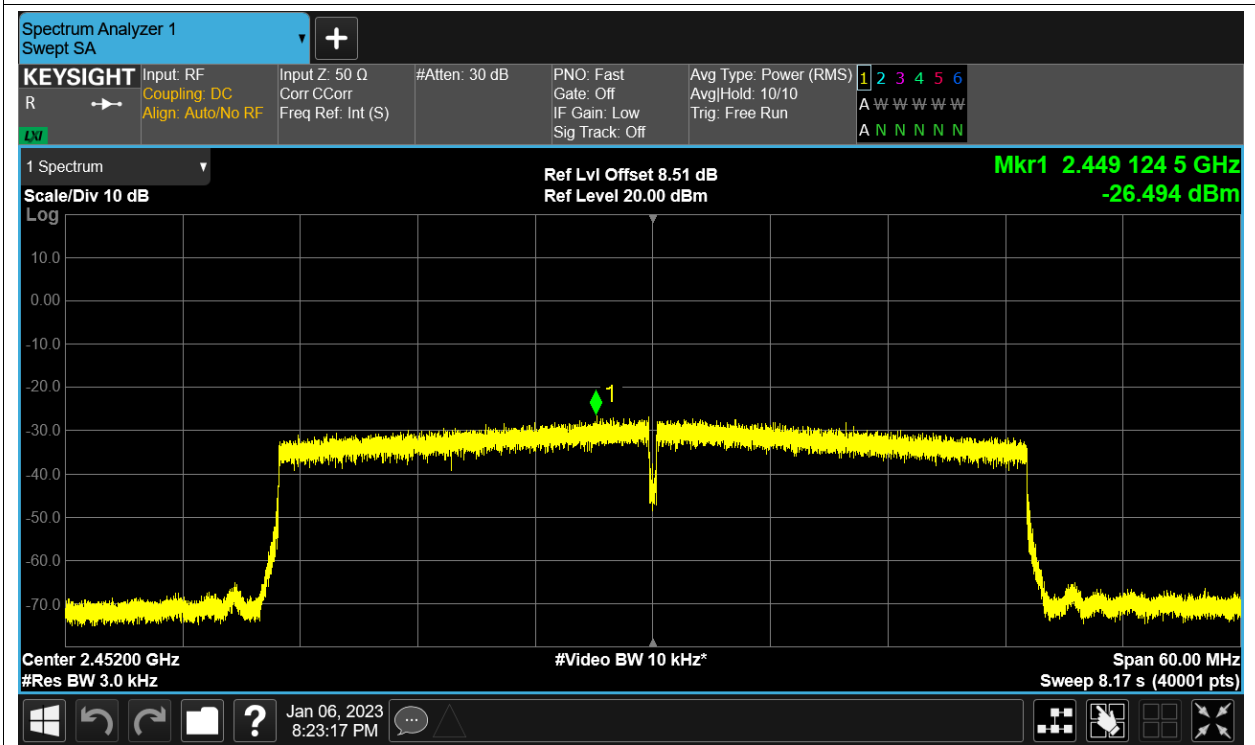 Spectrum Analyzer 1
Swept SA
+
KEYSIGHT
R
LXI
Input: RF
Coupling: DC
Align: Auto/No RF
Input Z: 50 Ω
Corr CCorr
Freq Ref: Int (S)
#Atten: 30 dB
PNO: Fast
Gate: Off
IF Gain: Low
Sig Track: Off
Avg Type: Power (RMS)
Avg|Hold: 10/10
Trig: Free Run
1 2 3 4 5 6
A W W W W W
A N N N N N
1 Spectrum
Scale/Div 10 dB
Log
Ref Lvl Offset 8.51 dB
Ref Level 20.00 dBm
Mkr1 2.449 124 5 GHz
-26.494 dBm
10.0
0.00
-10.0
-20.0
1
-30.0
-40.0
-50.0
-60.0
-70.0
Center 2.45200 GHz
#Video BW 10 kHz*
Span 60.00 MHz
#Res BW 3.0 kHz
Sweep 8.17 s (40001 pts)
?
Jan 06, 2023
8:23:17 PM